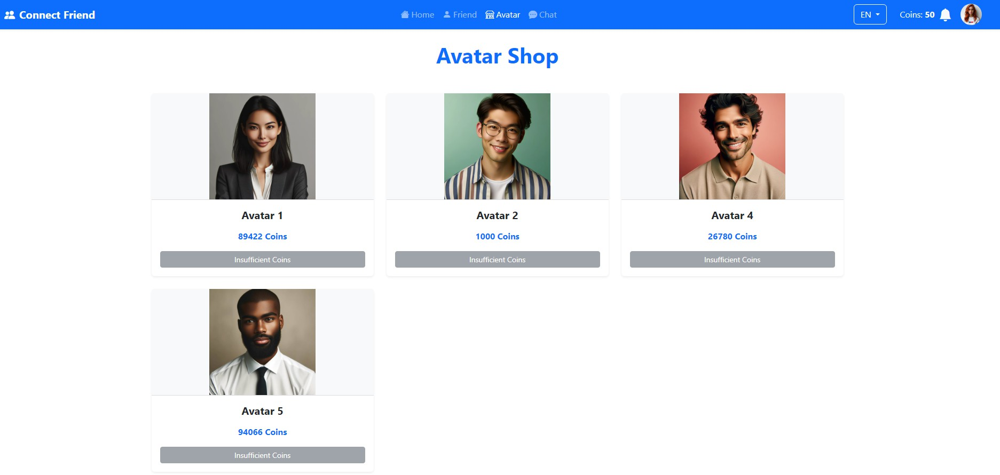 Connect Friend
Home Friend Avatar Chat
EN Coins: 50
Avatar Shop
Avatar 1
89422 Coins
Insufficient Coins
Avatar 2
1000 Coins
Insufficient Coins
Avatar 4
26780 Coins
Insufficient Coins
Avatar 5
94066 Coins
Insufficient Coins